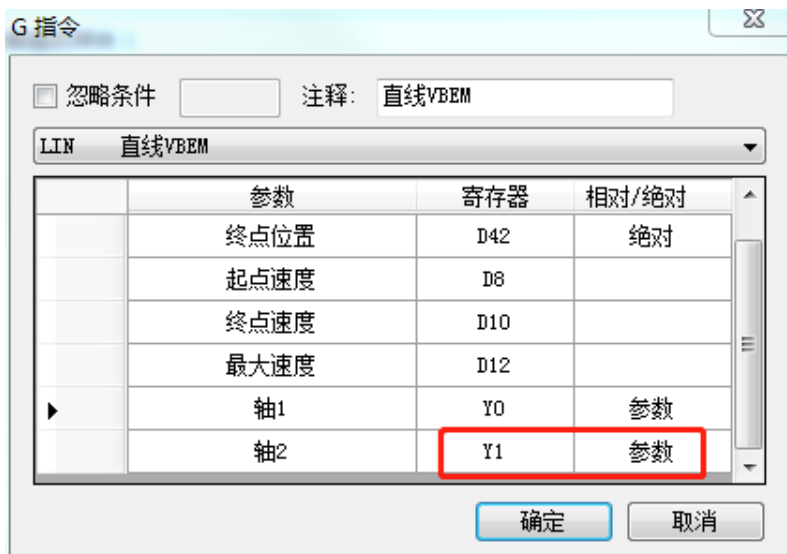 G 指令
忽略条件 注释: 直线VBEM
LIN 直线VBEM
参数 寄存器 相对/绝对
终点位置 D42 绝对
起点速度 D8
终点速度 D10
最大速度 D12
轴1 Y0 参数
轴2 Y1 参数
确定 取消